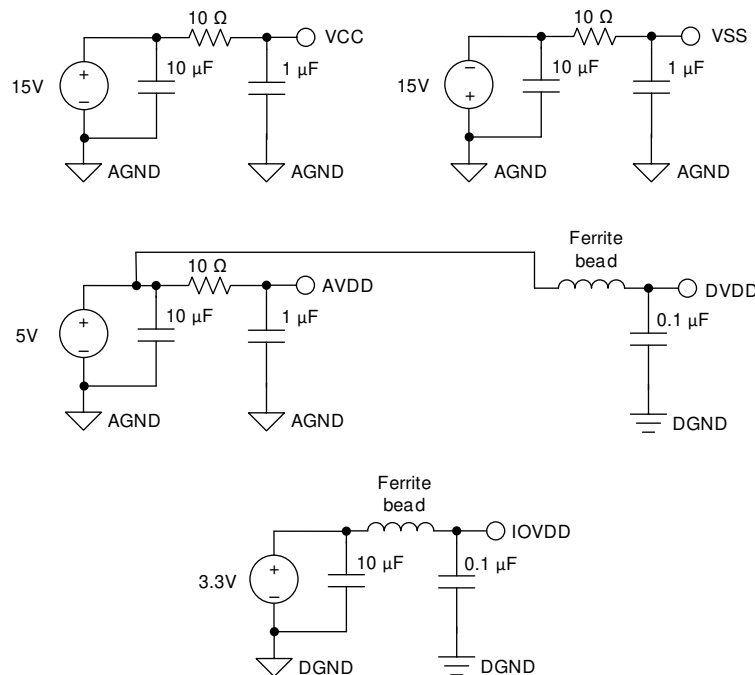 10 Ω
VCC
10 µF
1 µF
15V
+
−
AGND
AGND
10 Ω
VSS
10 µF
1 µF
15V
−
+
AGND
AGND
10 Ω
AVDD
10 µF
1 µF
5V
+
−
AGND
AGND
Ferrite
bead
DVDD
0.1 µF
DGND
Ferrite
bead
IOVDD
10 µF
0.1 µF
3.3V
+
−
DGND
DGND